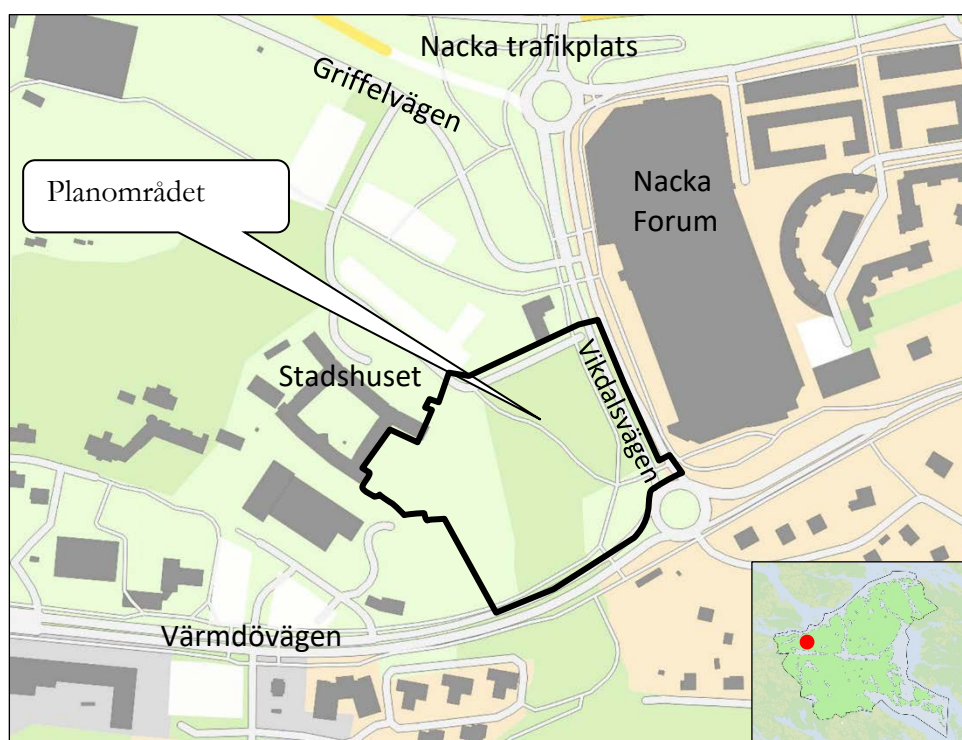 Nacka trafikplats
Griffelvägen
Planområdet
Nacka
Forum
Stadshuset
Vikdalsvägen
Värmdövägen